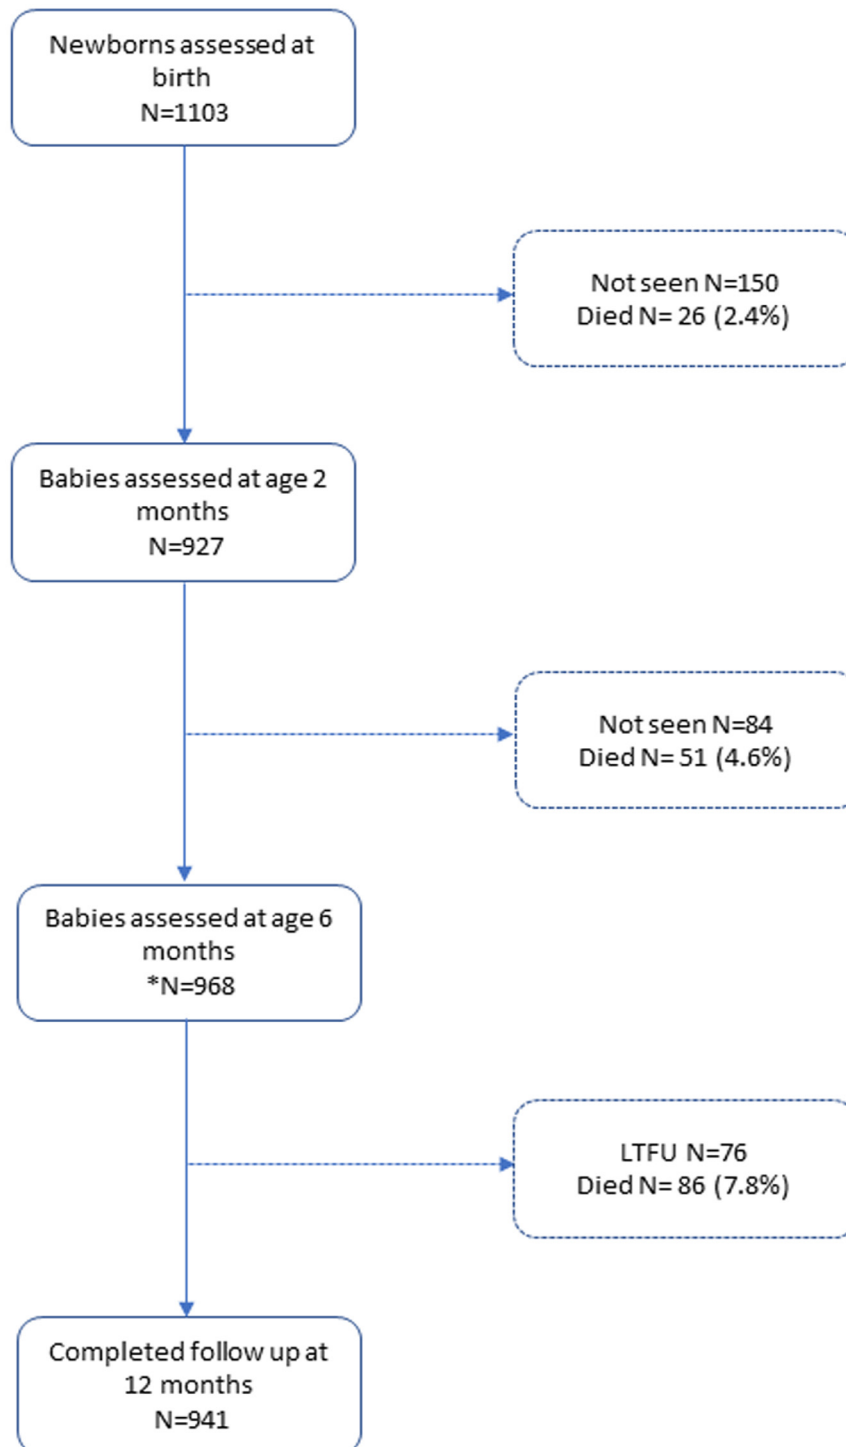 Newborns assessed at
birth
N=1103
Not seen N=150
Died N= 26 (2.4%)
Babies assessed at age 2
months
N=927
Not seen N=84
Died N= 51 (4.6%)
Babies assessed at age 6
months
*N=968
LTFU N=76
Died N= 86 (7.8%)
Completed follow up at
12 months
N=941